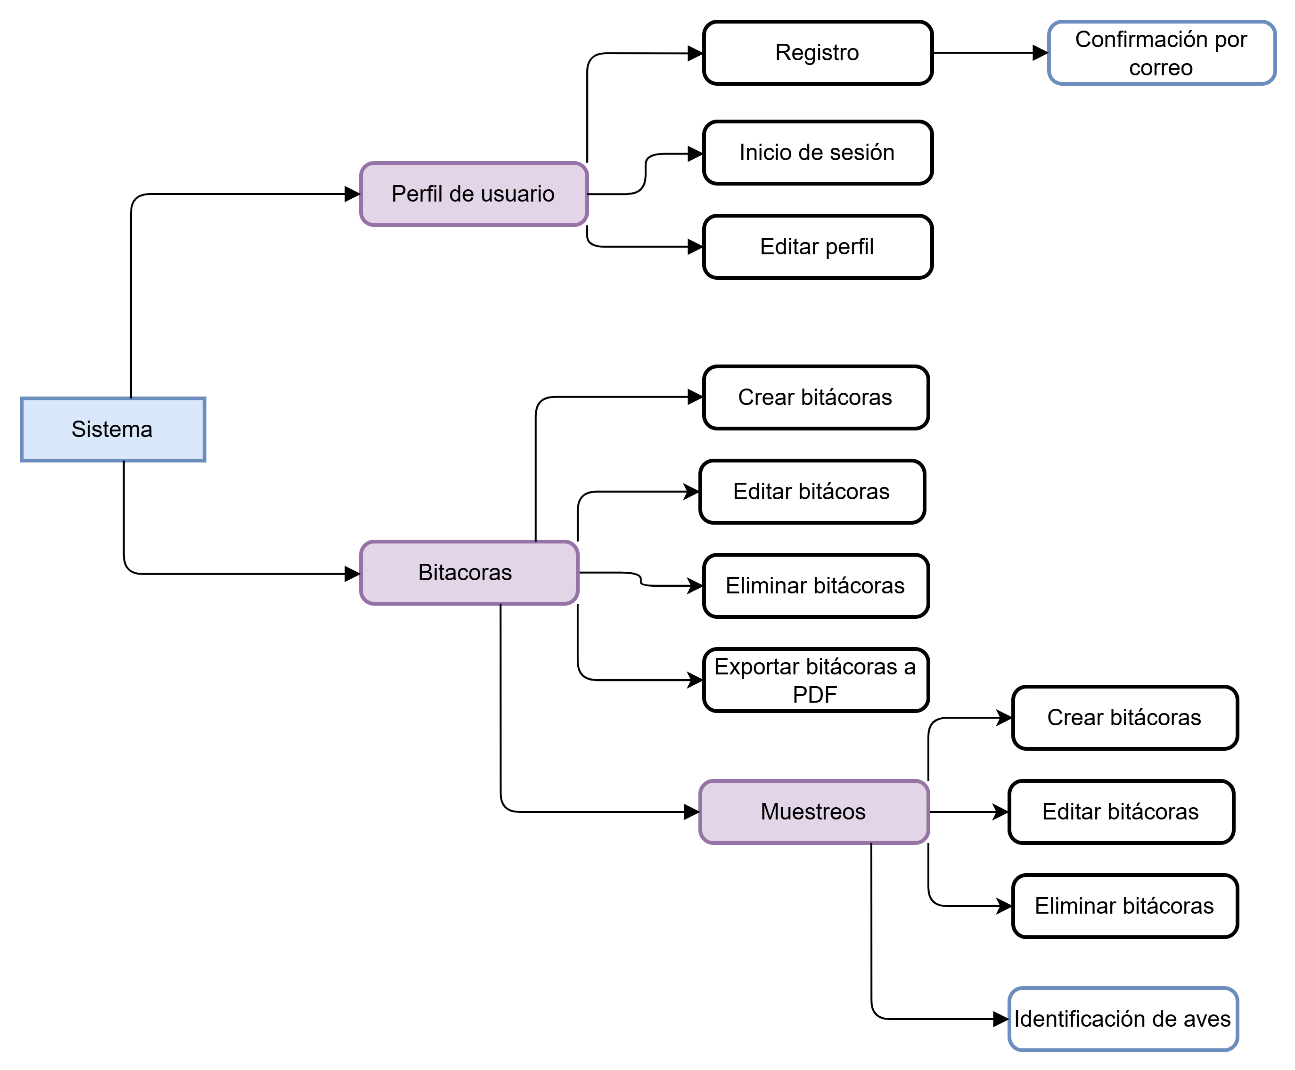 Registro
Confirmación por
correo
Inicio de sesión
Perfil de usuario
Editar perfil
Crear bitácoras
Sistema
Editar bitácoras
Bitacoras
Eliminar bitácoras
Exportar bitácoras a
PDF
Crear bitácoras
Muestreos
Editar bitácoras
Eliminar bitácoras
Identificación de aves